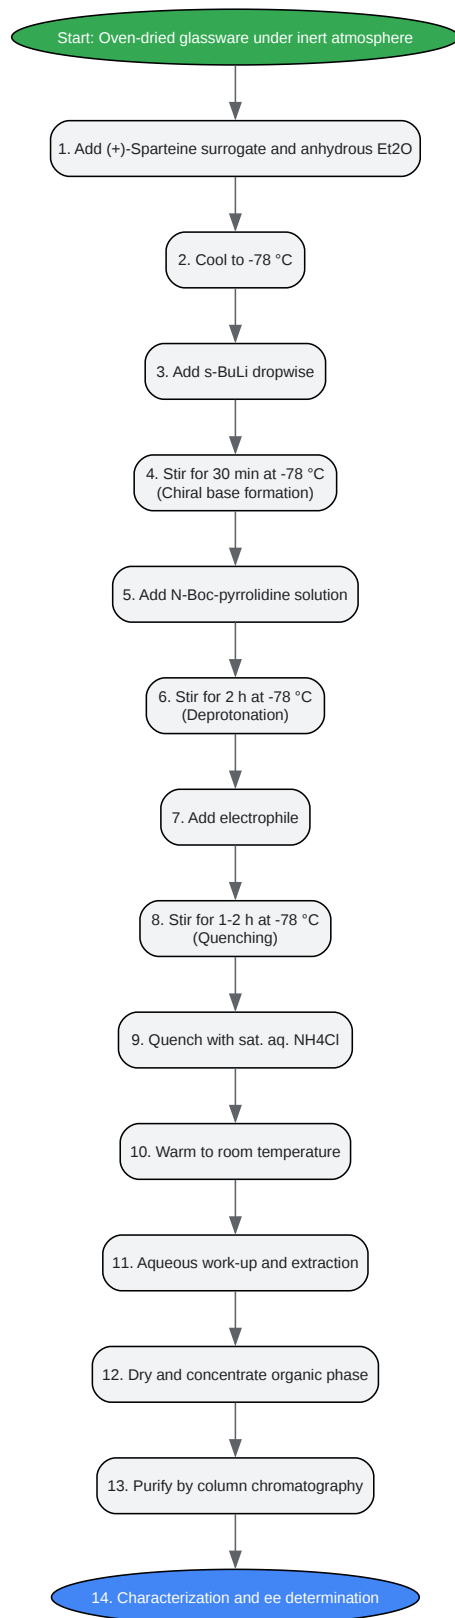 Start: Oven-dried glassware under inert atmosphere
1. Add (+)-Sparteine surrogate and anhydrous Et2O
2. Cool to -78 °C
3. Add s-BuLi dropwise
4. Stir for 30 min at -78 °C
(Chiral base formation)
5. Add N-Boc-pyrrolidine solution
6. Stir for 2 h at -78 °C
(Deprotonation)
7. Add electrophile
8. Stir for 1-2 h at -78 °C
(Quenching)
9. Quench with sat. aq. NH4Cl
10. Warm to room temperature
11. Aqueous work-up and extraction
12. Dry and concentrate organic phase
13. Purify by column chromatography
14. Characterization and ee determination